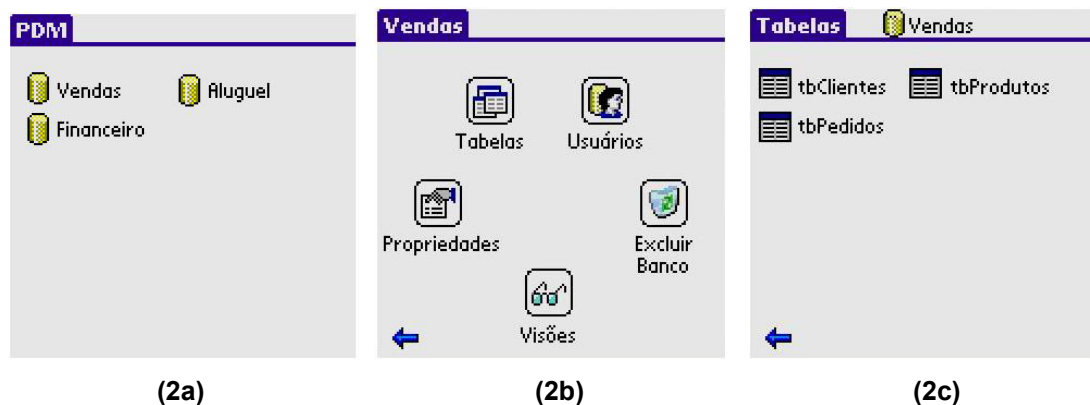 PDM
Vendas Aluguel
Financeiro
Vendas
Tabelas Usuários
Propriedades Excluir Banco
Visões
Tabelas Vendas
tbClientes tbProdutos
tbPedidos
(2a) (2b) (2c)